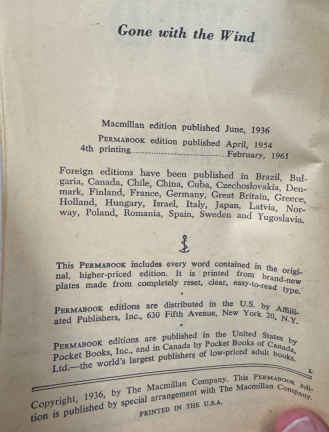 Gone with the Wind
Macmillan edition published June, 1936
PERMABOOK edition published April, 1954
4th printing..............................February, 1961
Foreign editions have been published in Brazil, Bul-
garia, Canada, Chile, China, Cuba, Czechoslovakia, Den-
mark, Finland, France, Germany, Great Britain, Greece,
Holland, Hungary, Israel, Italy, Japan, Latvia, Nor-
way, Poland, Romania, Spain, Sweden and Yugoslavia.
This PERMABOOK includes every word contained in the origi-
nal, higher-priced edition. It is printed from brand-new
plates made from completely reset, clear, easy-to-read type.
PERMABOOK editions are distributed in the U.S. by Affili-
ated Publishers, Inc., 630 Fifth Avenue, New York 20, N.Y.
PERMABOOK editions are published in the United States by
Pocket Books, Inc., and in Canada by Pocket Books of Canada,
Ltd.—the world's largest publishers of low-priced adult books.
L
Copyright, 1936, by The Macmillan Company. This PERMABOOK edi-
tion is published by special arrangement with The Macmillan Company.
PRINTED IN THE U.S.A.